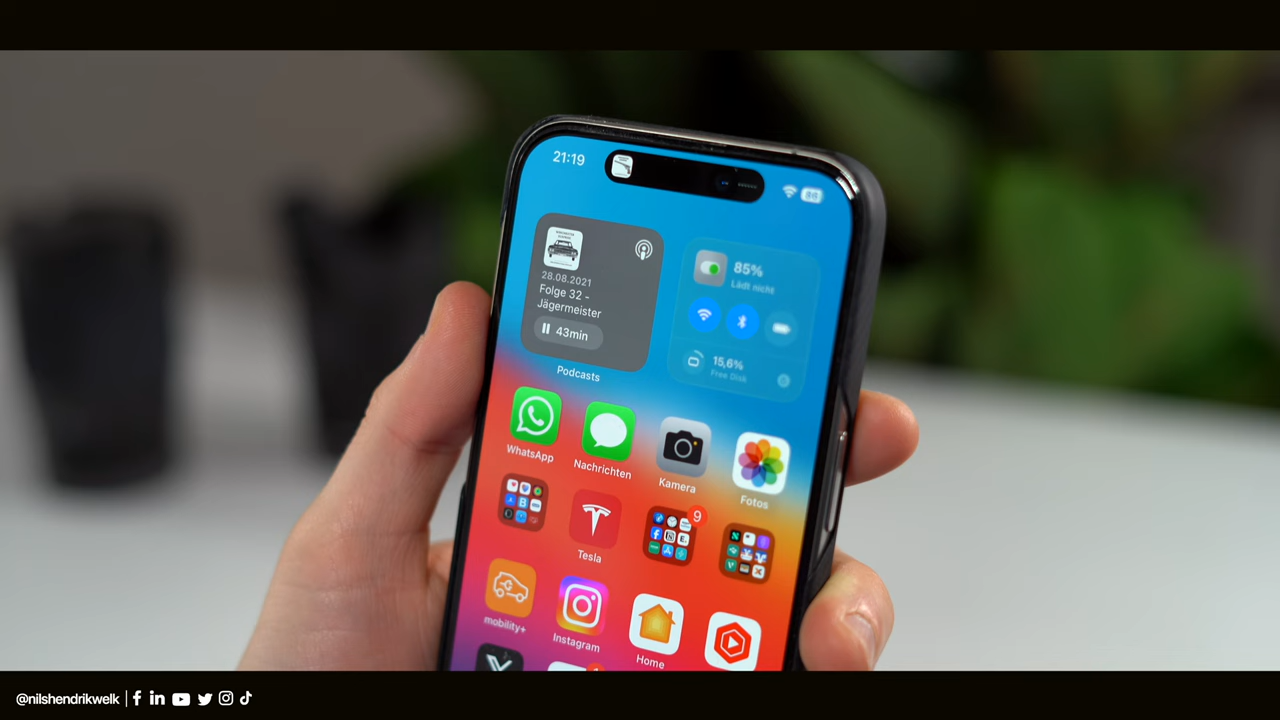 21:19
28.08.2021
Folge 32 -
Jägermeister
43min
Podcasts
85%
Lädt nicht
15,6%
Free Disk
WhatsApp
Nachrichten
Kamera
Fotos
Tesla
9
mobility+
Instagram
Home
@nilshendrikwelk